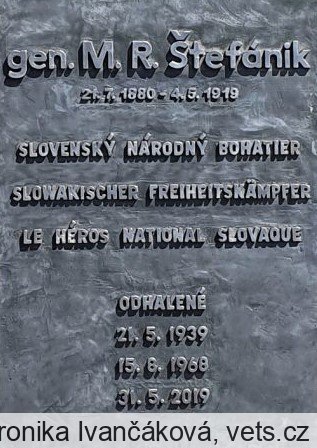 gen. M. R. Štefánik
21. 7. 1880 - 4. 5. 1919
SLOVENSKÝ NÁRODNÝ BOHATIER
SLOWAKISCHER FREIHEITSKÄMPFER
LE HÉROS NATIONAL SLOVAQUE
ODHALENÉ
21. 5. 1939
15. 8. 1968
31. 5. 2019
ronika Ivančáková, vets.cz